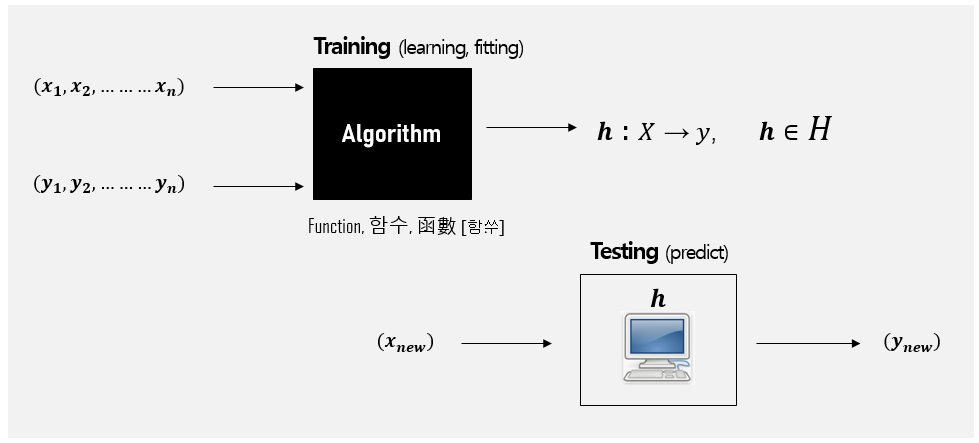 Training (learning, fitting)
(x₁, x₂, … … … xₙ)
Algorithm
h : X → y, h ∈ H
(y₁, y₂, … … … yₙ)
Function, 함수, 函數 [함:쑤]
Testing (predict)
h
(x_new)
(y_new)